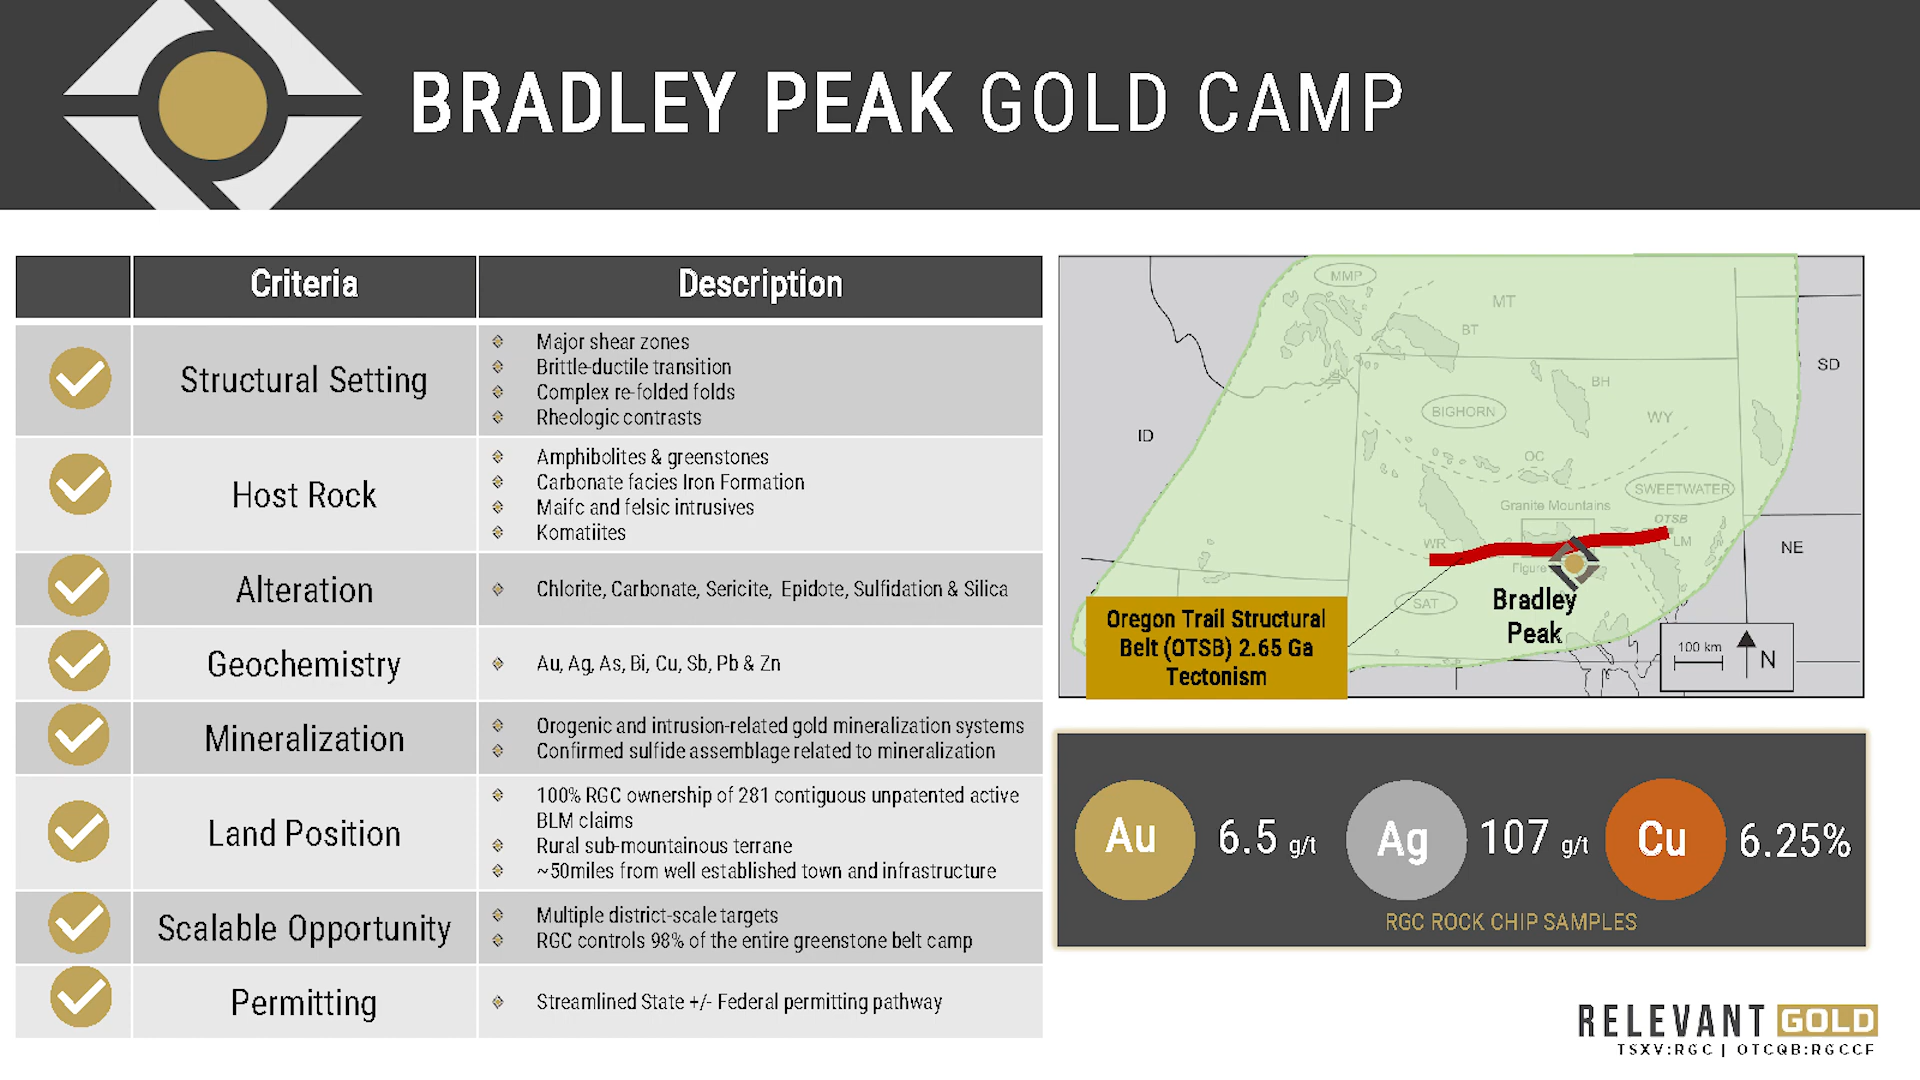 BRADLEY PEAK GOLD CAMP
Criteria
Description
Structural Setting
Major shear zones
Brittle-ductile transition
Complex re-folded folds
Rheologic contrasts
Host Rock
Amphibolites & greenstones
Carbonate facies Iron Formation
Maifc and felsic intrusives
Komatiites
Alteration
Chlorite, Carbonate, Sericite, Epidote, Sulfidation & Silica
Geochemistry
Au, Ag, As, Bi, Cu, Sb, Pb & Zn
Mineralization
Orogenic and intrusion-related gold mineralization systems
Confirmed sulfide assemblage related to mineralization
Land Position
100% RGC ownership of 281 contiguous unpatented active
BLM claims
Rural sub-mountainous terrane
~50miles from well established town and infrastructure
Scalable Opportunity
Multiple district-scale targets
RGC controls 98% of the entire greenstone belt camp
Permitting
Streamlined State +/- Federal permitting pathway
MMP
MT
BT
SD
BH
BIGHORN
WY
ID
OC
SWEETWATER
Granite Mountains
OTSB
WR
LM
NE
Figure
SAT
Bradley
Peak
Oregon Trail Structural
Belt (OTSB) 2.65 Ga
Tectonism
100 km
N
Au 6.5 g/t Ag 107 g/t Cu 6.25%
RGC ROCK CHIP SAMPLES
RELEVANT GOLD
TSXV:RGC | OTCQB:RGCCF